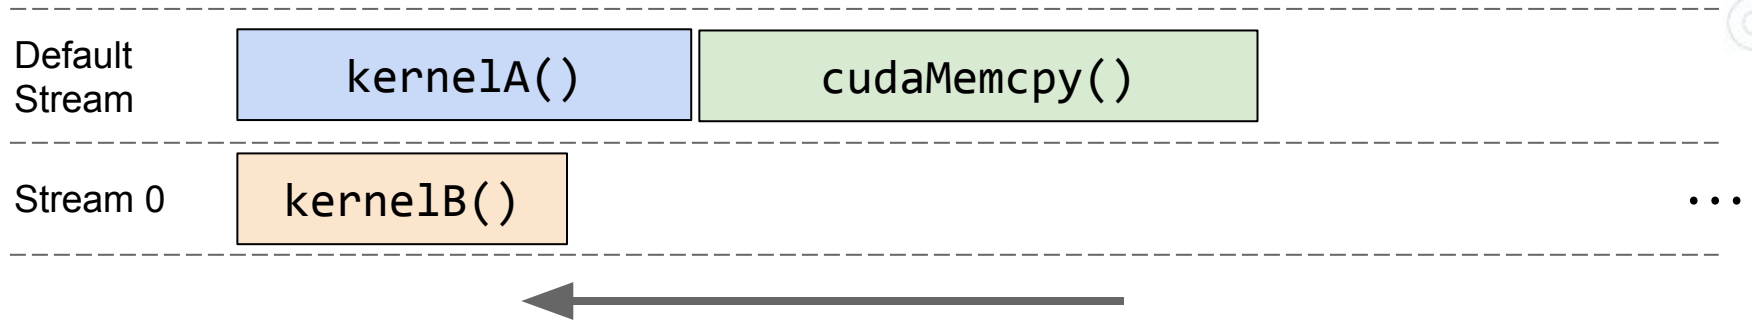 Default
Stream
kernelA()
cudaMemcpy()
Stream 0
kernelB()
...